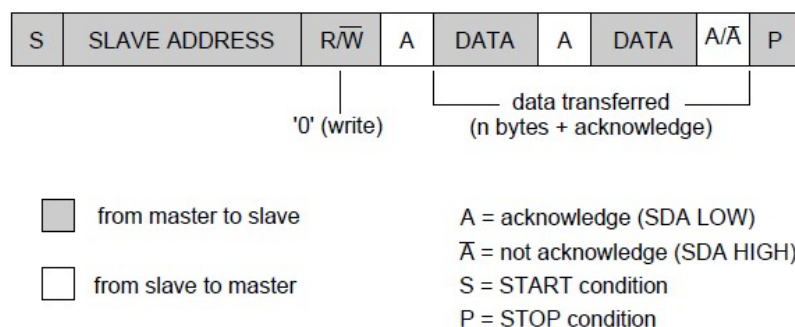 S SLAVE ADDRESS R/W̅ A DATA A DATA A/A̅ P
'0' (write)
data transferred
(n bytes + acknowledge)
from master to slave
from slave to master
A = acknowledge (SDA LOW)
A̅ = not acknowledge (SDA HIGH)
S = START condition
P = STOP condition